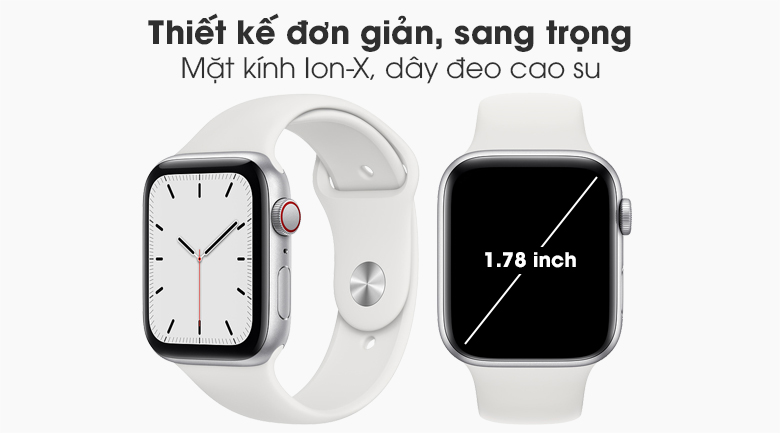 Thiết kế đơn giản, sang trọng
Mặt kính Ion-X, dây đeo cao su
1.78 inch